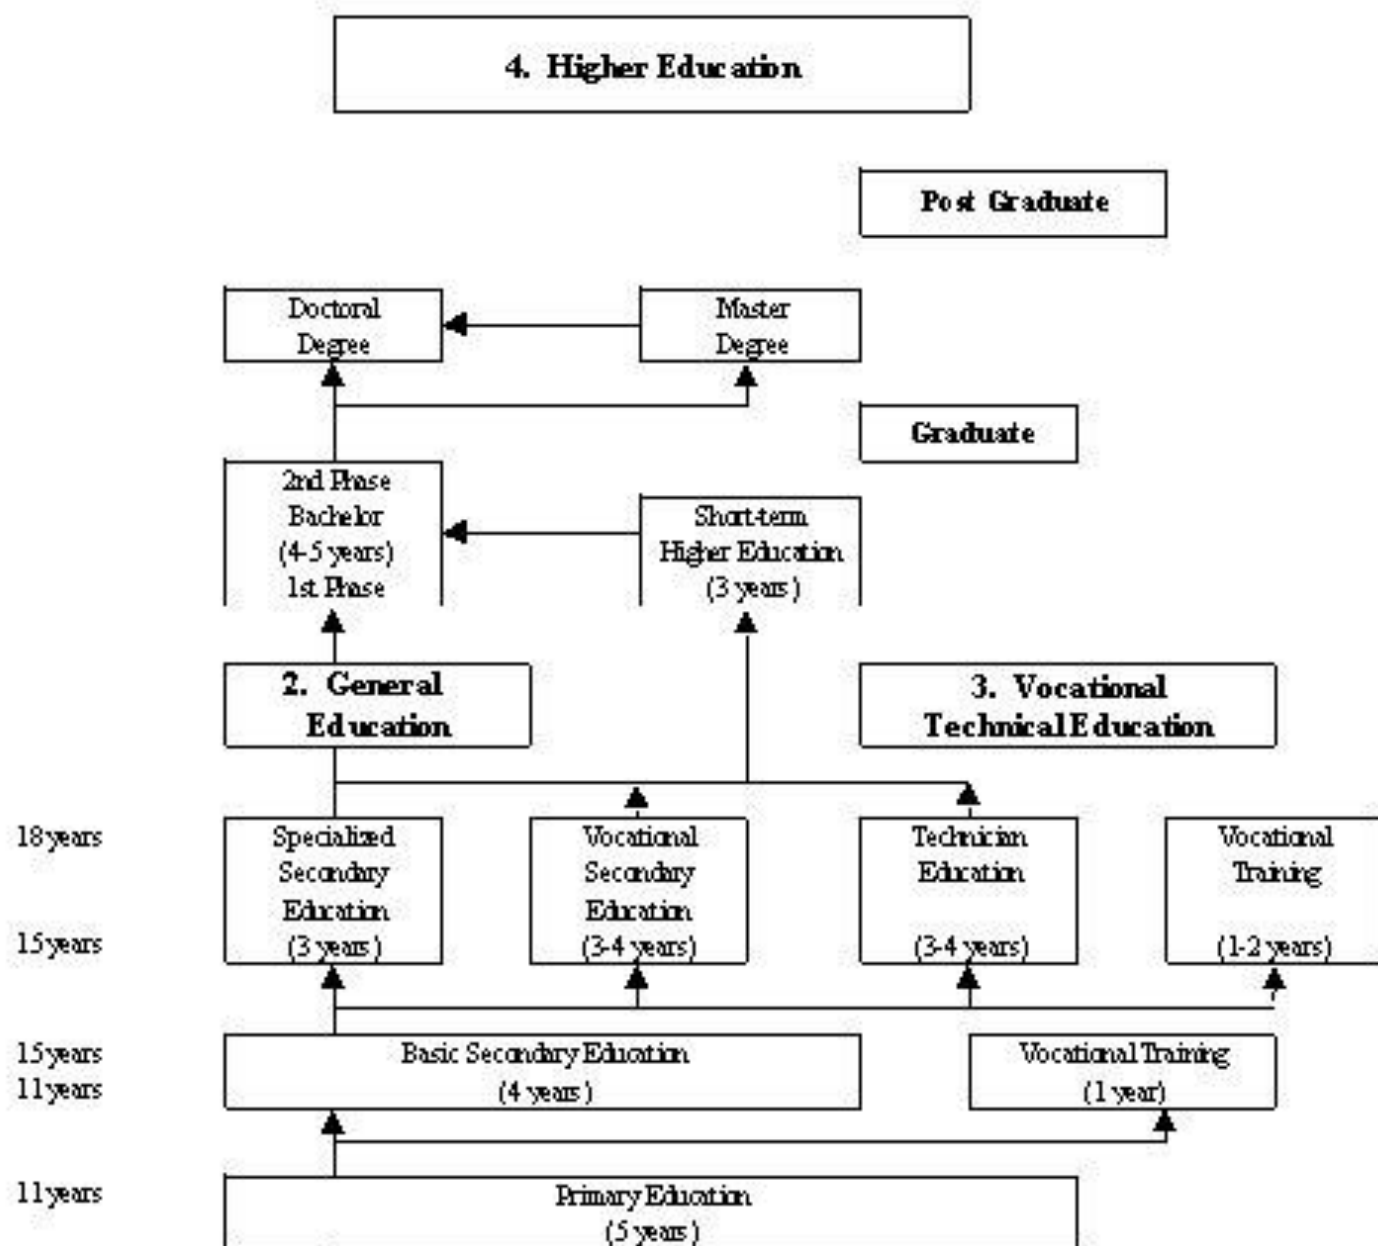 4. Higher Education
Post Graduate
Doctoral
Degree
Master
Degree
Graduate
2nd Phase
Bachelor
(4-5 years)
1st Phase
Short-term
Higher Education
(3 years)
2. General
Education
3. Vocational
Technical Education
18 years
Specialized
Secondary
Education
(3 years)
Vocational
Secondary
Education
(3-4 years)
Technician
Education
(3-4 years)
Vocational
Training
(1-2 years)
15 years
15 years
11 years
Basic Secondary Education
(4 years)
Vocational Training
(1 year)
11 years
Primary Education
(5 years)